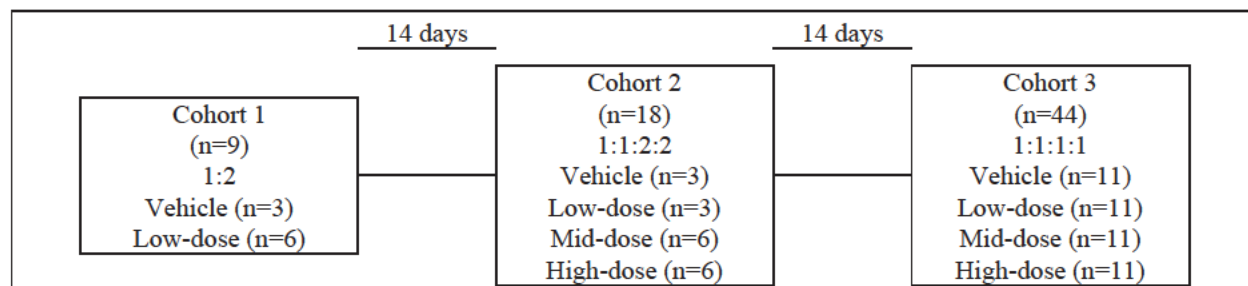 14 days
14 days
Cohort 1
(n=9)
1:2
Vehicle (n=3)
Low-dose (n=6)
Cohort 2
(n=18)
1:1:2:2
Vehicle (n=3)
Low-dose (n=3)
Mid-dose (n=6)
High-dose (n=6)
Cohort 3
(n=44)
1:1:1:1
Vehicle (n=11)
Low-dose (n=11)
Mid-dose (n=11)
High-dose (n=11)